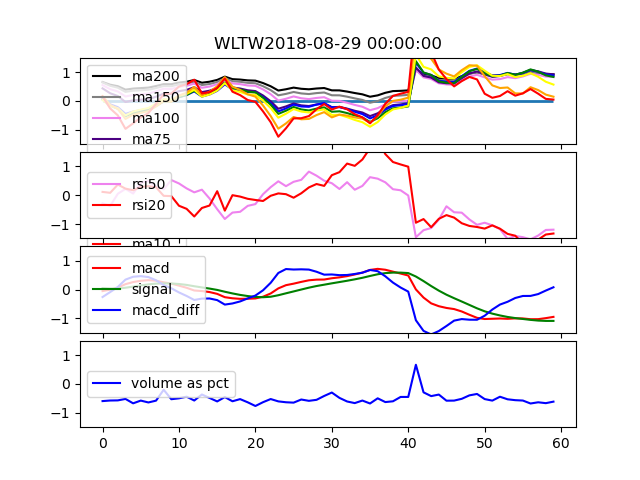 WLTW2018-08-29 00:00:00
1
0
−1
ma200
ma150
ma100
ma75
1
0
−1
rsi50
rsi20
ma10
1
0
−1
macd
signal
macd_diff
1
0
−1
volume as pct
0 10 20 30 40 50 60